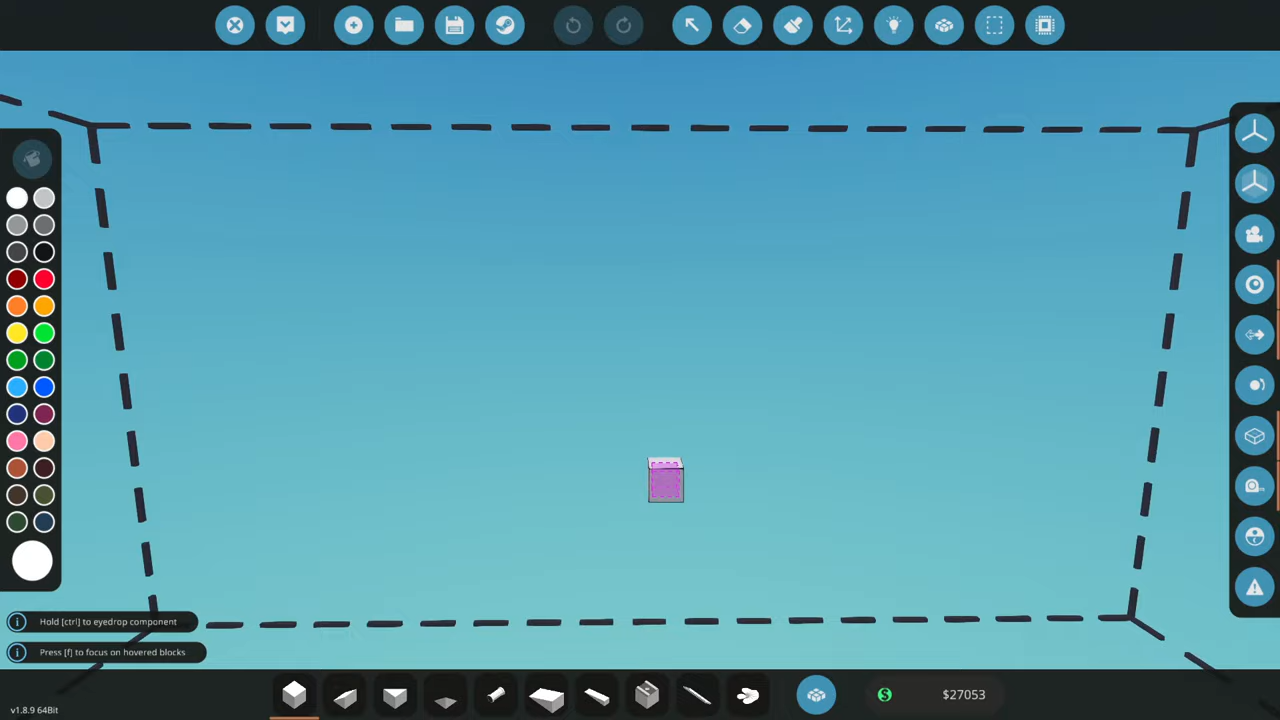 Hold [ctrl] to eyedrop component
Press [f] to focus on hovered blocks
$27053
v1.8.9 64Bit